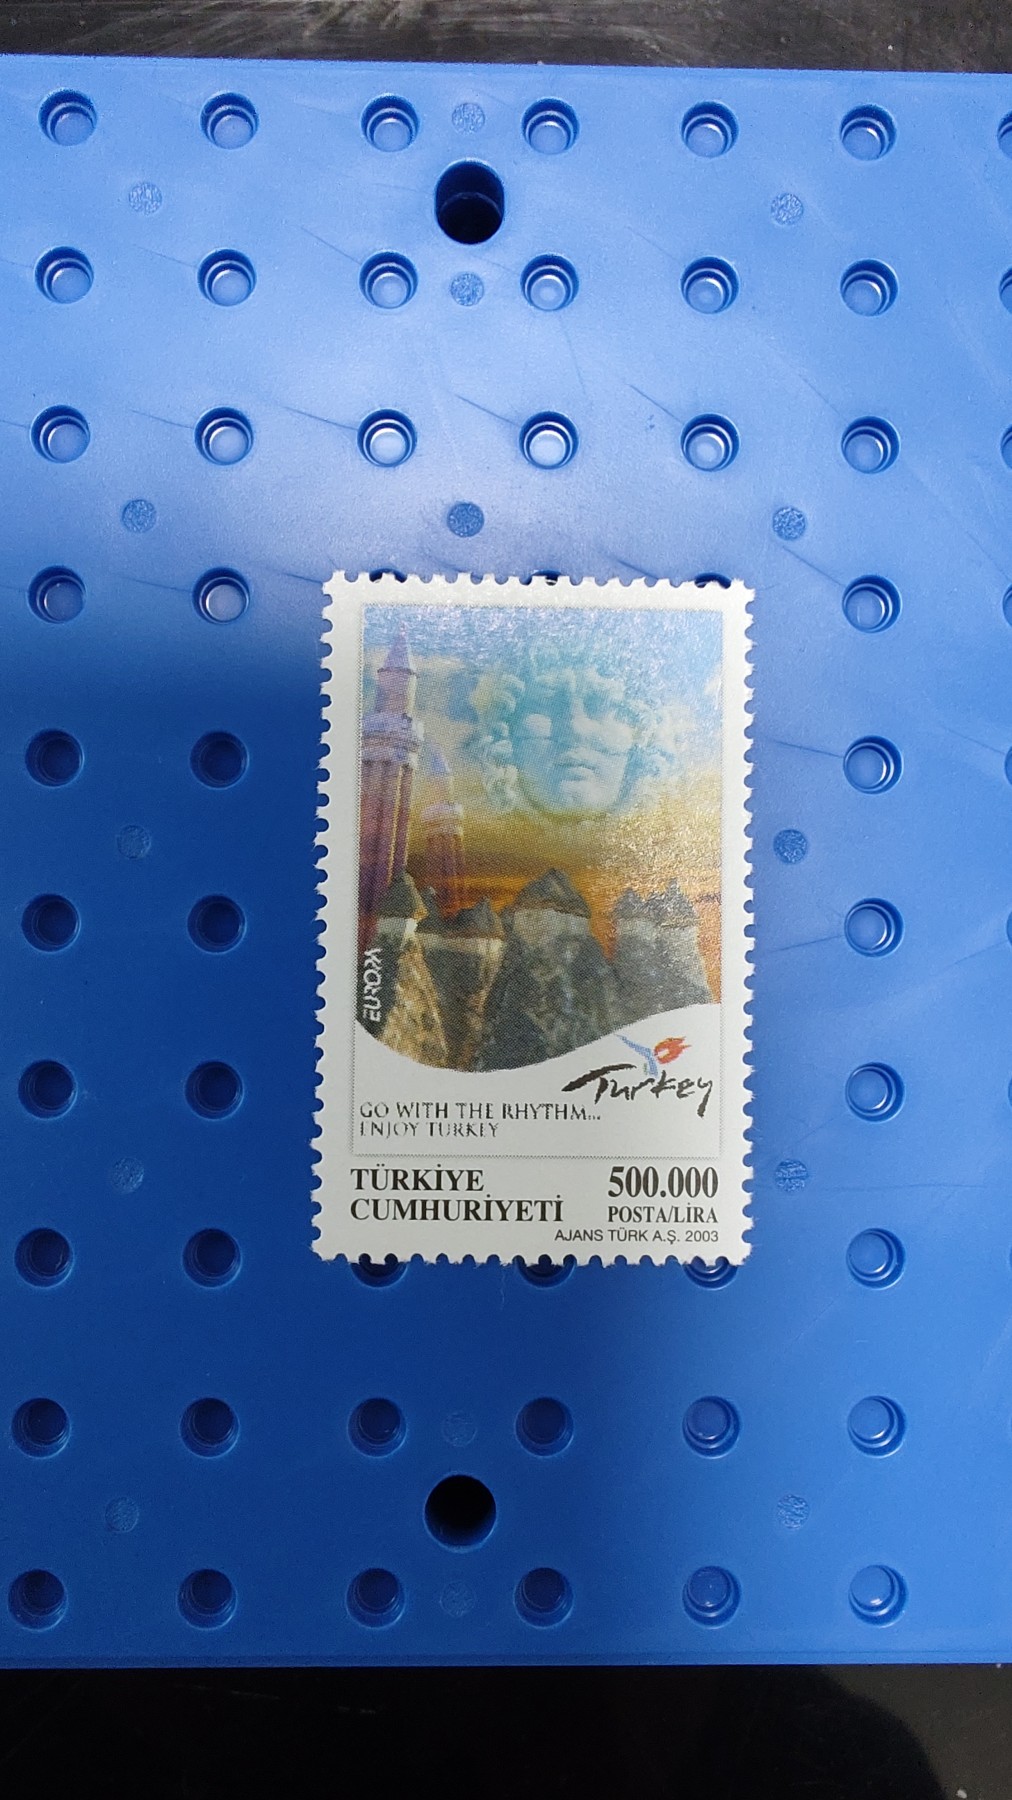 EUROPA
Turkey
GO WITH THE RHYTHM...
ENJOY TURKEY
TÜRKİYE
CUMHURİYETİ
500.000
POSTA/LİRA
AJANS TÜRK A.Ş. 2003